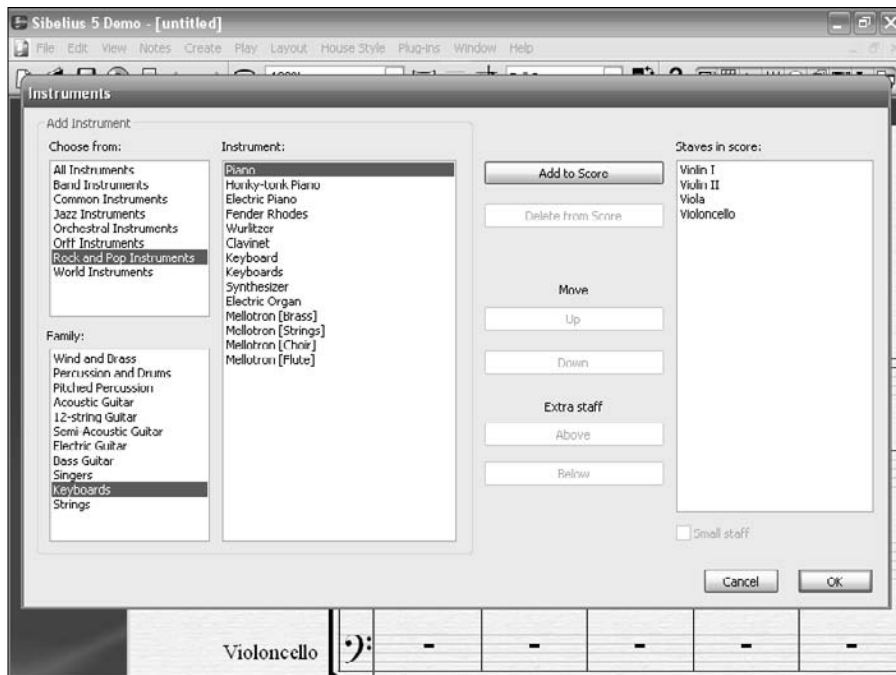 Sibelius 5 Demo - [untitled]
File Edit View Notes Create Play Layout House Style Plug-Ins Window Help
Instruments
Add Instrument
Choose from:
All Instruments
Band Instruments
Common Instruments
Jazz Instruments
Orchestral Instruments
Orff Instruments
Rock and Pop Instruments
World Instruments
Family:
Wind and Brass
Percussion and Drums
Pitched Percussion
Acoustic Guitar
12-string Guitar
Semi-Acoustic Guitar
Electric Guitar
Bass Guitar
Singers
Keyboards
Strings
Instrument:
Piano
Honky-tonk Piano
Electric Piano
Fender Rhodes
Wurlitzer
Clavinet
Keyboard
Keyboards
Synthesizer
Electric Organ
Mellotron [Brass]
Mellotron [Strings]
Mellotron [Choir]
Mellotron [Flute]
Add to Score
Delete from Score
Move
Up
Down
Extra staff
Above
Below
Staves in score:
Violin I
Violin II
Viola
Violoncello
Small staff
Cancel
OK
Violoncello